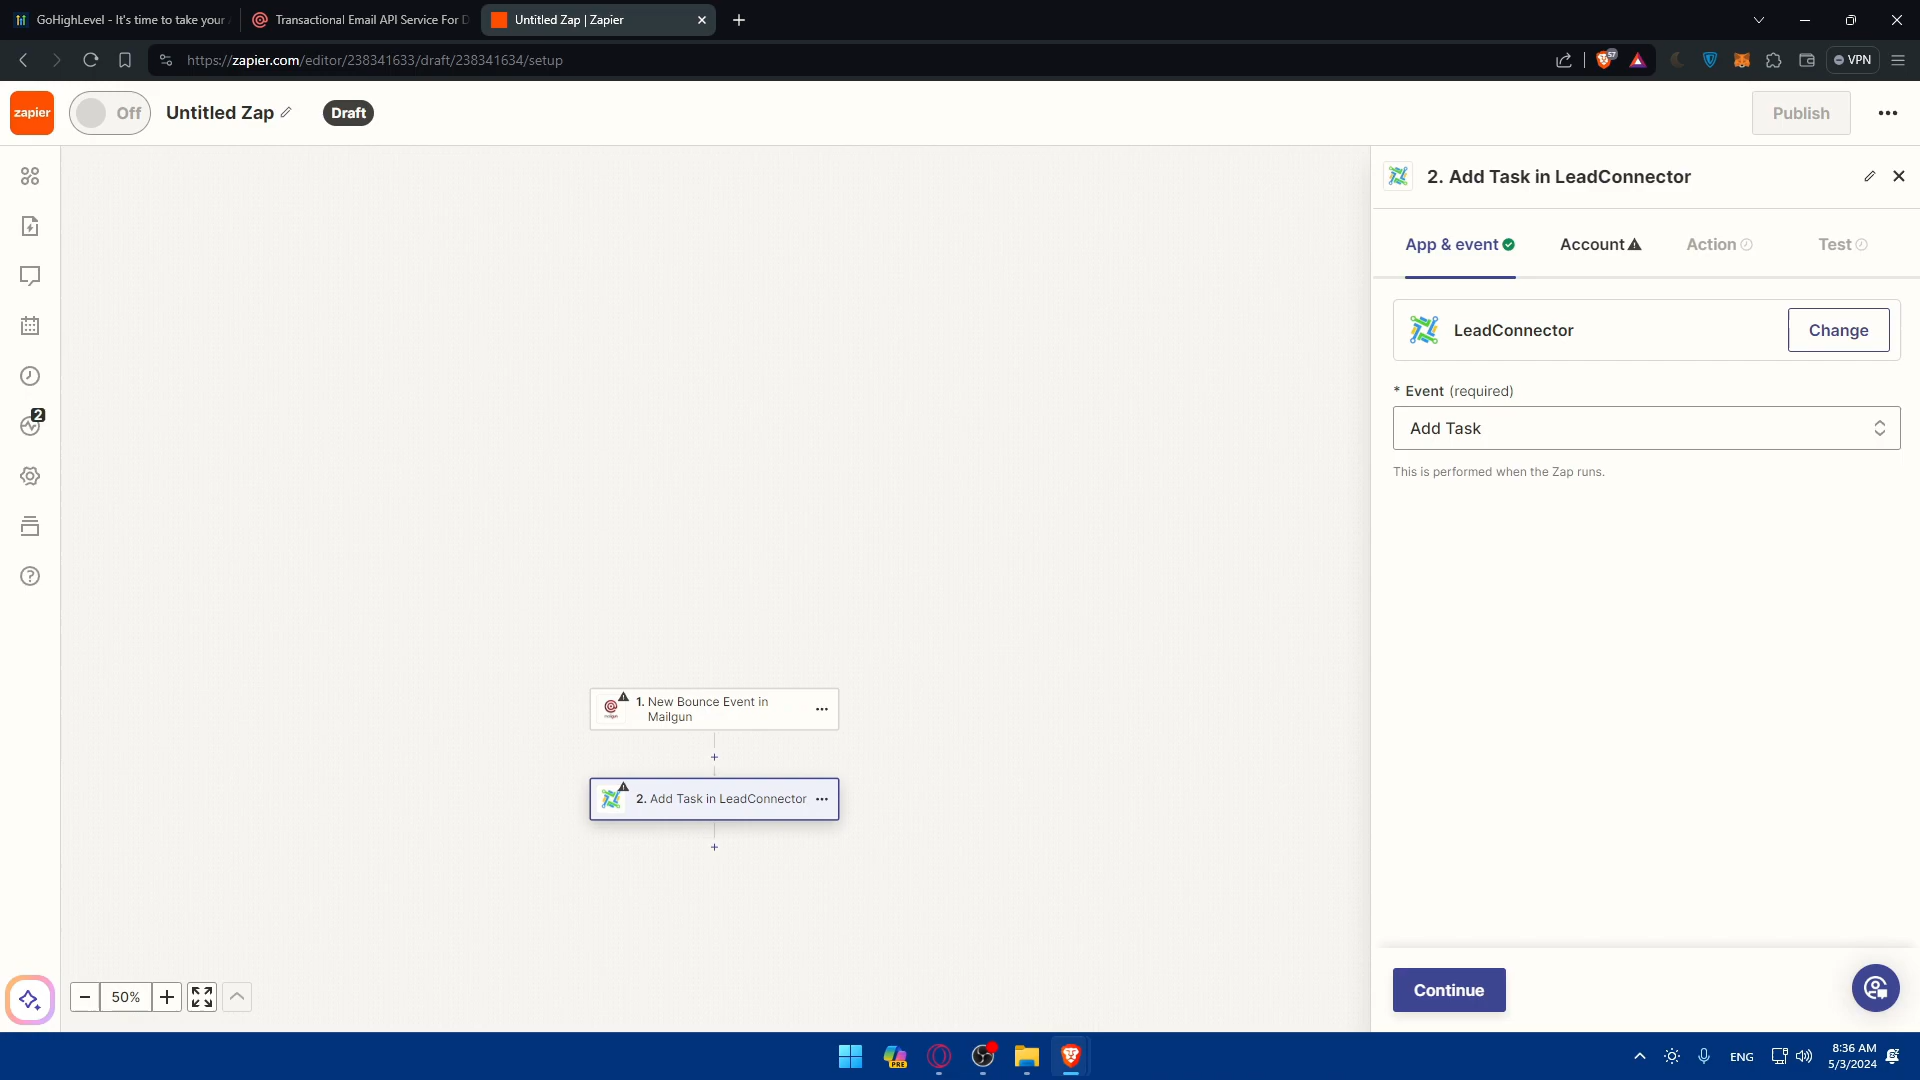 GoHighLevel - It's time to take your
Transactional Email API Service For D
Untitled Zap | Zapier
https://zapier.com/editor/238341633/draft/238341634/setup
57
VPN
zapier
Off
Untitled Zap
Draft
Publish
2. Add Task in LeadConnector
App & event
Account
Action
Test
LeadConnector
Change
* Event (required)
Add Task
This is performed when the Zap runs.
2
1. New Bounce Event in
Mailgun
2. Add Task in LeadConnector
50%
Continue
PRE
ENG
8:36 AM
5/3/2024